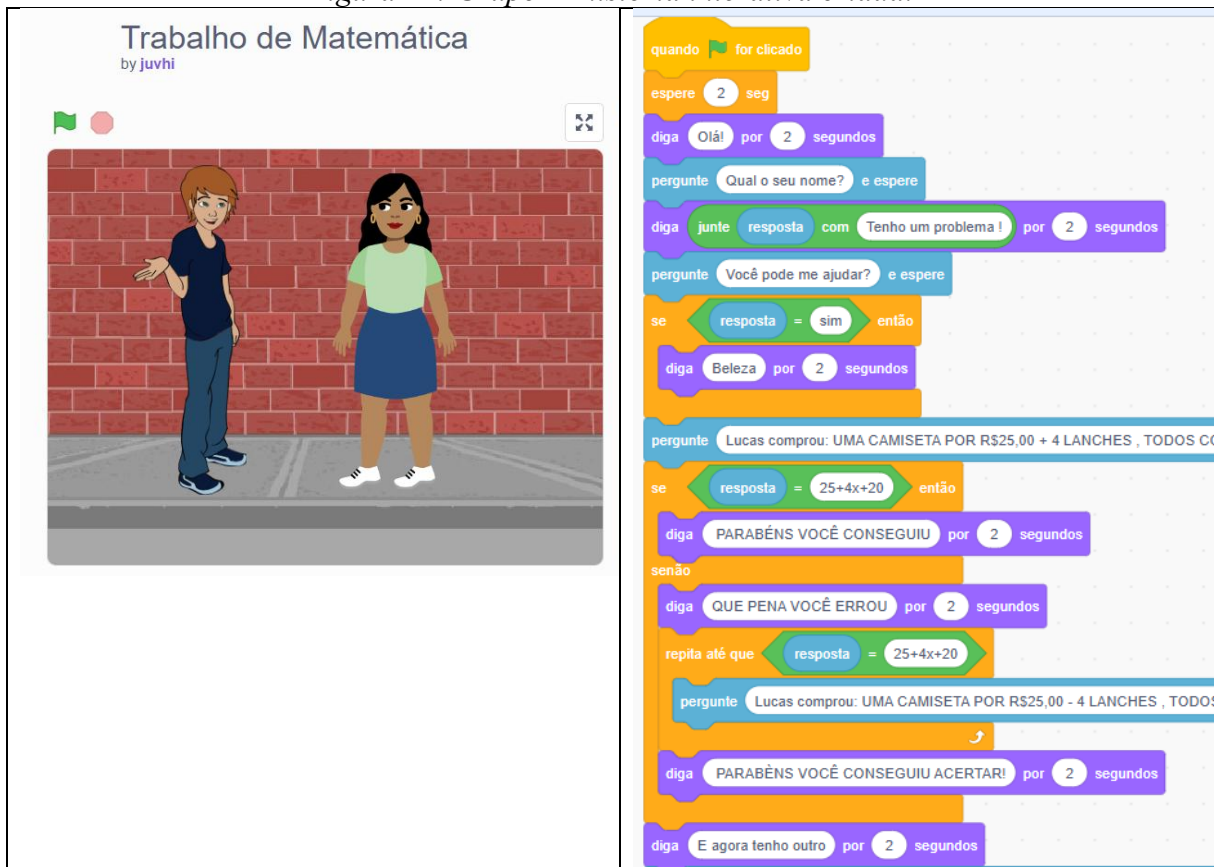 Trabalho de Matemática
by juvhi
quando for clicado
espere 2 seg
diga Olá! por 2 segundos
pergunte Qual o seu nome? e espere
diga junte resposta com Tenho um problema ! por 2 segundos
pergunte Você pode me ajudar? e espere
se resposta = sim então
diga Beleza por 2 segundos
pergunte Lucas comprou: UMA CAMISETA POR R$25,00 + 4 LANCHES , TODOS
se resposta = 25+4x+20 então
diga PARABÉNS VOCÊ CONSEGUIU por 2 segundos
senão
diga QUE PENA VOCÊ ERROU por 2 segundos
repita até que resposta = 25+4x+20
pergunte Lucas comprou: UMA CAMISETA POR R$25,00 - 4 LANCHES , TODOS
diga PARABÈNS VOCÊ CONSEGUIU ACERTAR! por 2 segundos
diga E agora tenho outro por 2 segundos